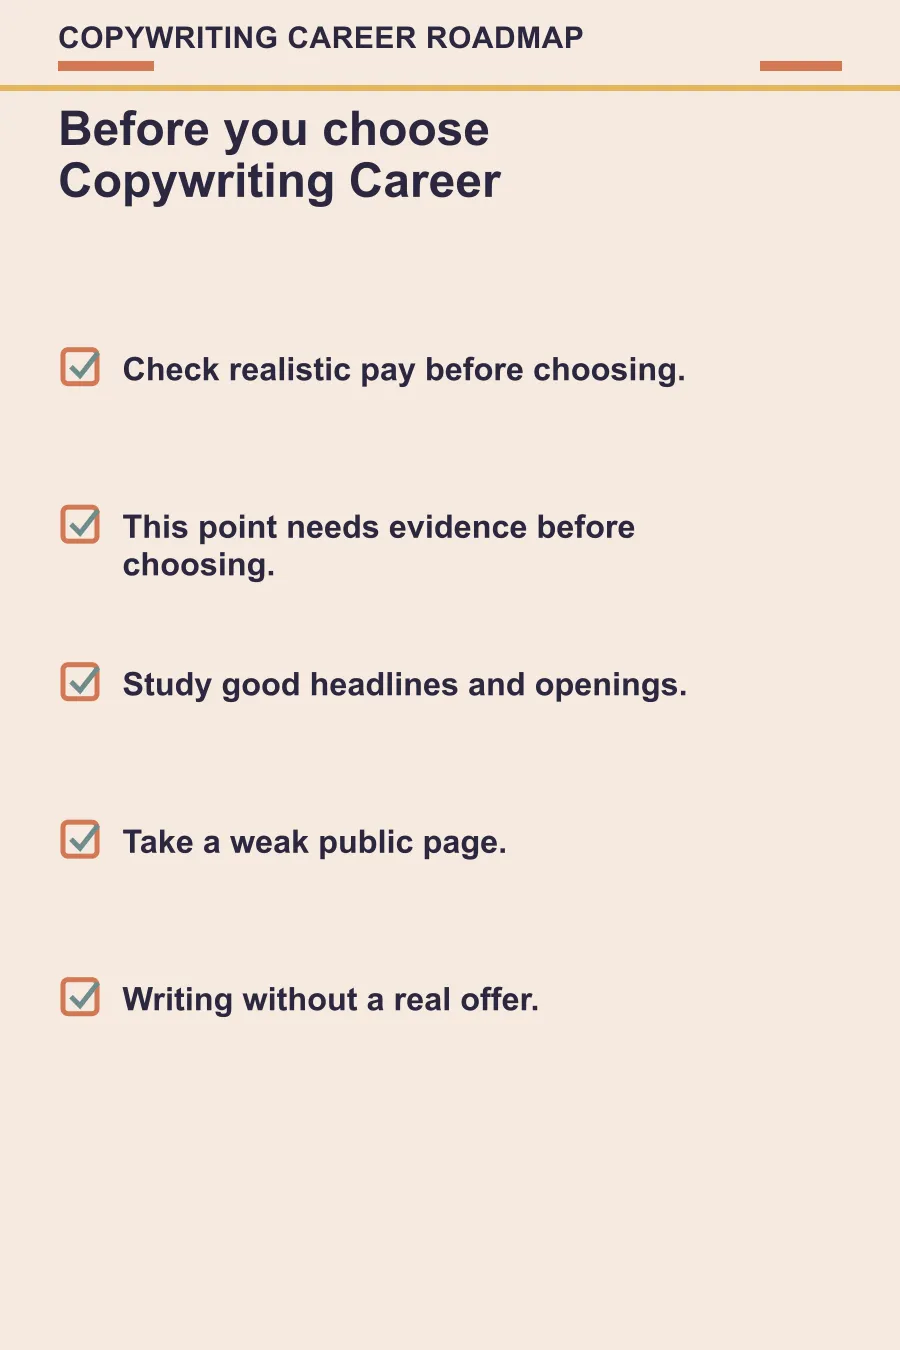 COPYWRITING CAREER ROADMAP
Before you choose
Copywriting Career
Check realistic pay before choosing.
This point needs evidence before
choosing.
Study good headlines and openings.
Take a weak public page.
Writing without a real offer.